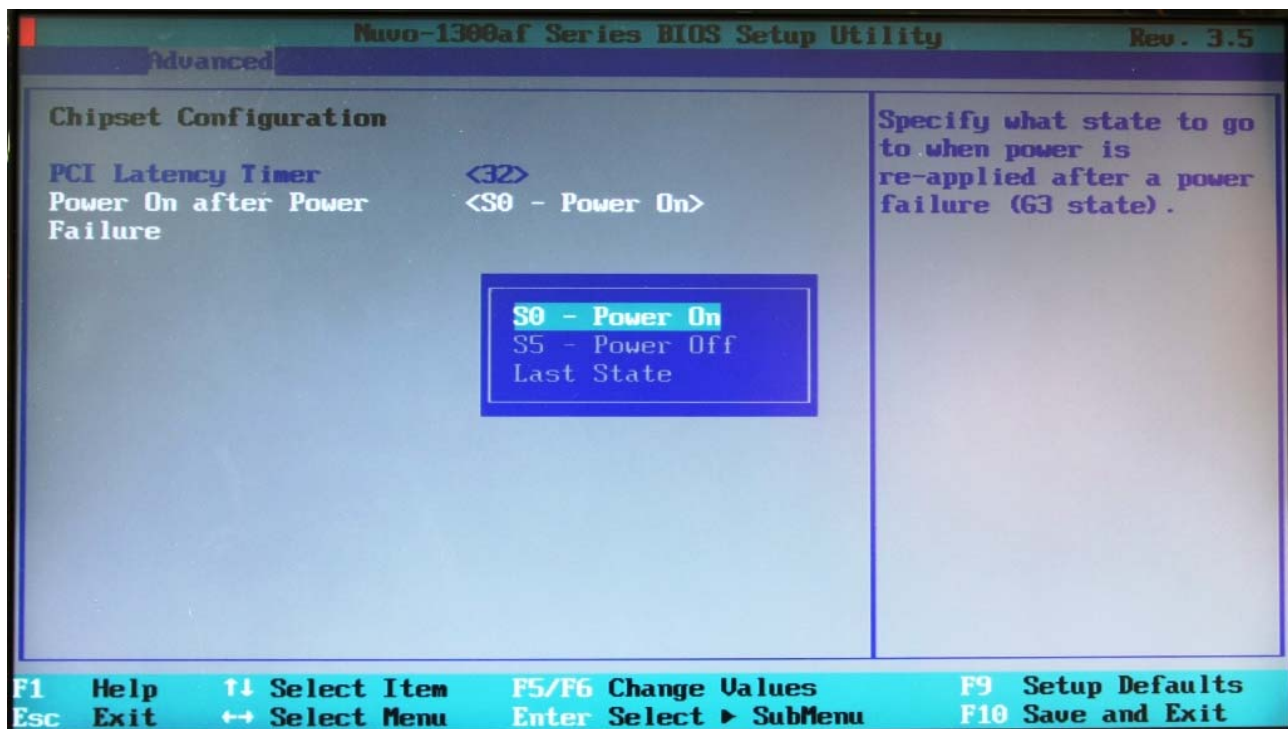 Nuvo-1300af Series BIOS Setup Utility Rev. 3.5
Advanced
Chipset Configuration
PCI Latency Timer <32>
Power On after Power <S0 - Power On>
Failure
S0 - Power On
S5 - Power Off
Last State
Specify what state to go
to when power is
re-applied after a power
failure (G3 state).
F1 Help ↑↓ Select Item F5/F6 Change Values F9 Setup Defaults
Esc Exit ↔ Select Menu Enter Select ▶ SubMenu F10 Save and Exit